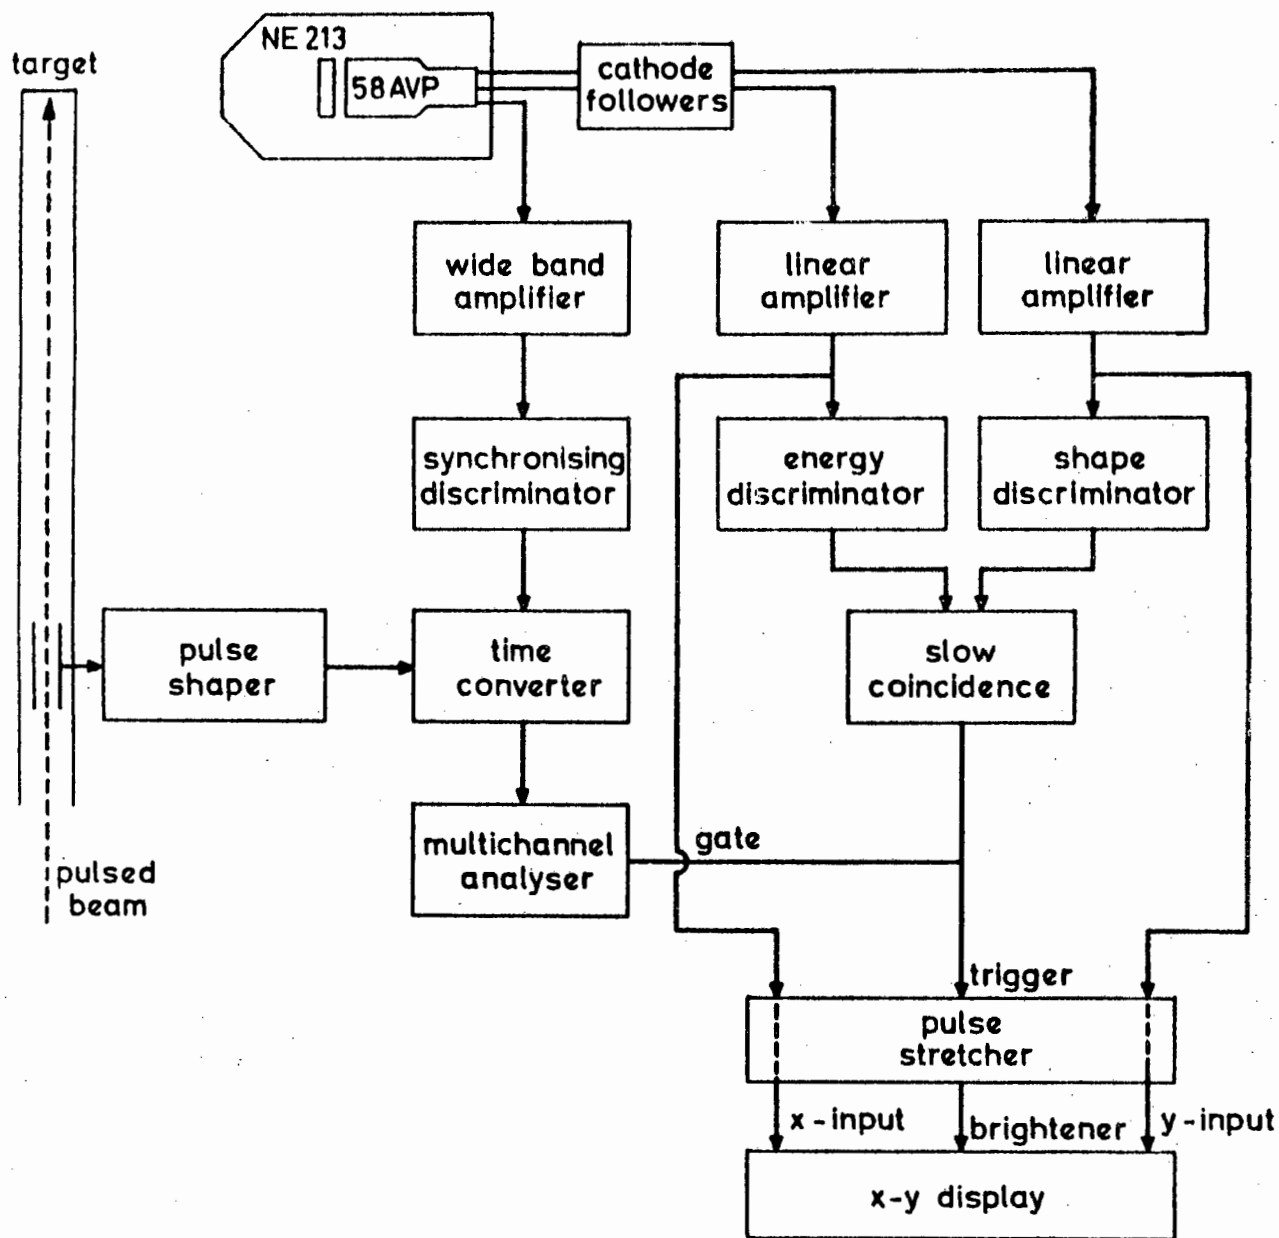 target
NE 213
58 AVP
cathode
followers
wide band
amplifier
linear
amplifier
linear
amplifier
synchronising
discriminator
energy
discriminator
shape
discriminator
pulse
shaper
time
converter
slow
coincidence
multichannel
analyser
gate
pulsed
beam
trigger
pulse
stretcher
x-input
brightener
y-input
x-y display